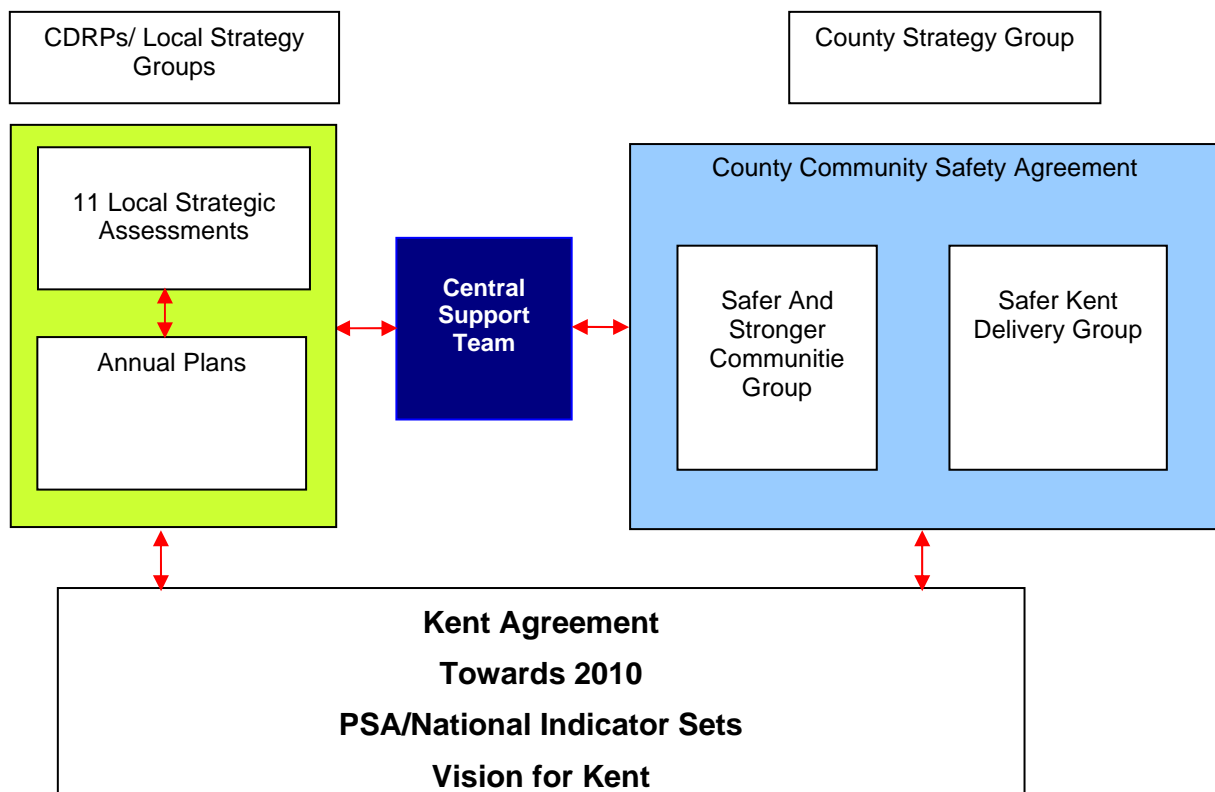 CDRPs/ Local Strategy
Groups
County Strategy Group
11 Local Strategic
Assessments
Annual Plans
Central
Support
Team
County Community Safety Agreement
Safer And
Stronger
Communitie
Group
Safer Kent
Delivery Group
Kent Agreement
Towards 2010
PSA/National Indicator Sets
Vision for Kent